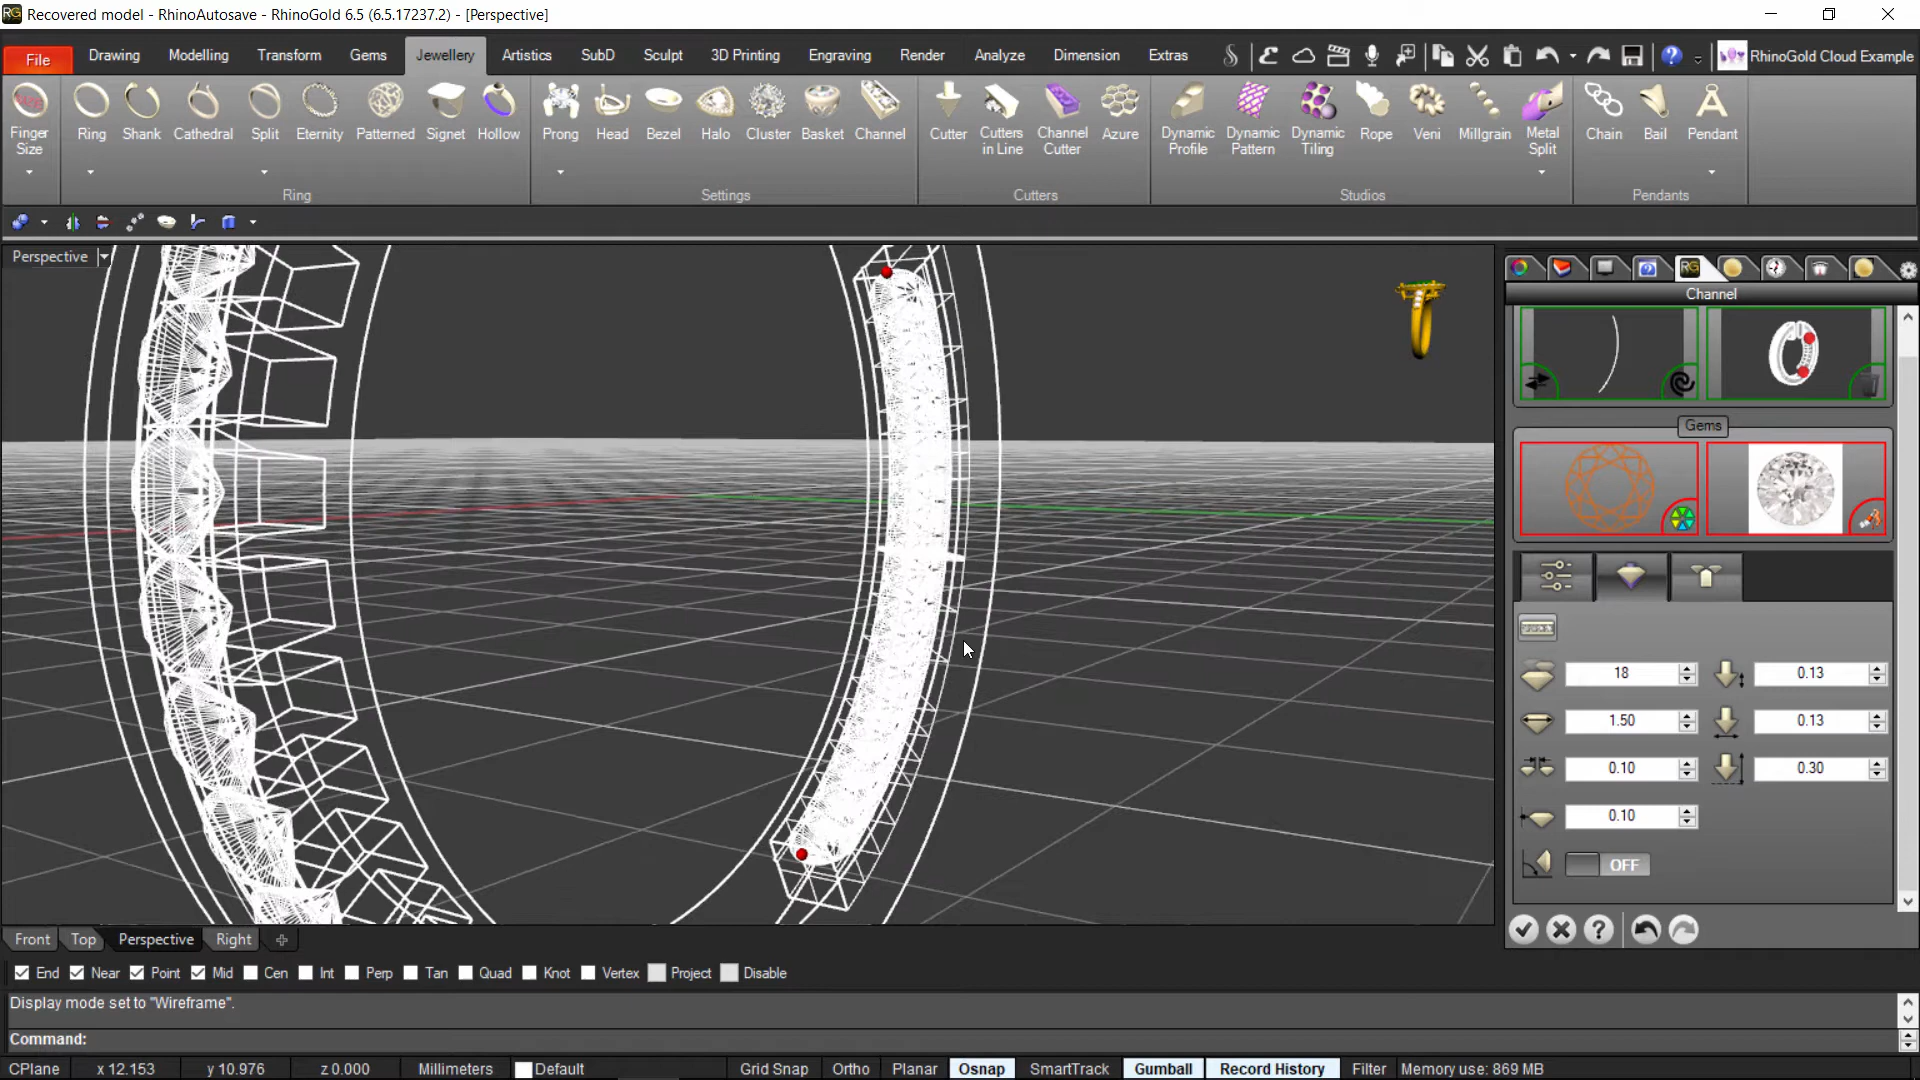 Recovered model - RhinoAutosave - RhinoGold 6.5 (6.5.17237.2) - [Perspective]
File Drawing Modelling Transform Gems Jewellery Artistics SubD Sculpt 3D Printing Engraving Render Analyze Dimension Extras RhinoGold Cloud Example
Finger Size Ring Shank Cathedral Split Eternity Patterned Signet Hollow Prong Head Bezel Halo Cluster Basket Channel Cutter Cutters in Line Channel Cutter Azure Dynamic Profile Dynamic Pattern Dynamic Tiling Rope Veni Millgrain Metal Split Chain Bail Pendant
Ring Settings Cutters Studios Pendants
Perspective
RG
Channel
Gems
18 0.13
1.50 0.13
0.10 0.30
0.10
OFF
Front Top Perspective Right
End Near Point Mid Cen Int Perp Tan Quad Knot Vertex Project Disable
Display mode set to "Wireframe".
Command:
CPlane x 12.153 y 10.976 z 0.000 Millimeters Default Grid Snap Ortho Planar Osnap SmartTrack Gumball Record History Filter Memory use: 869 MB